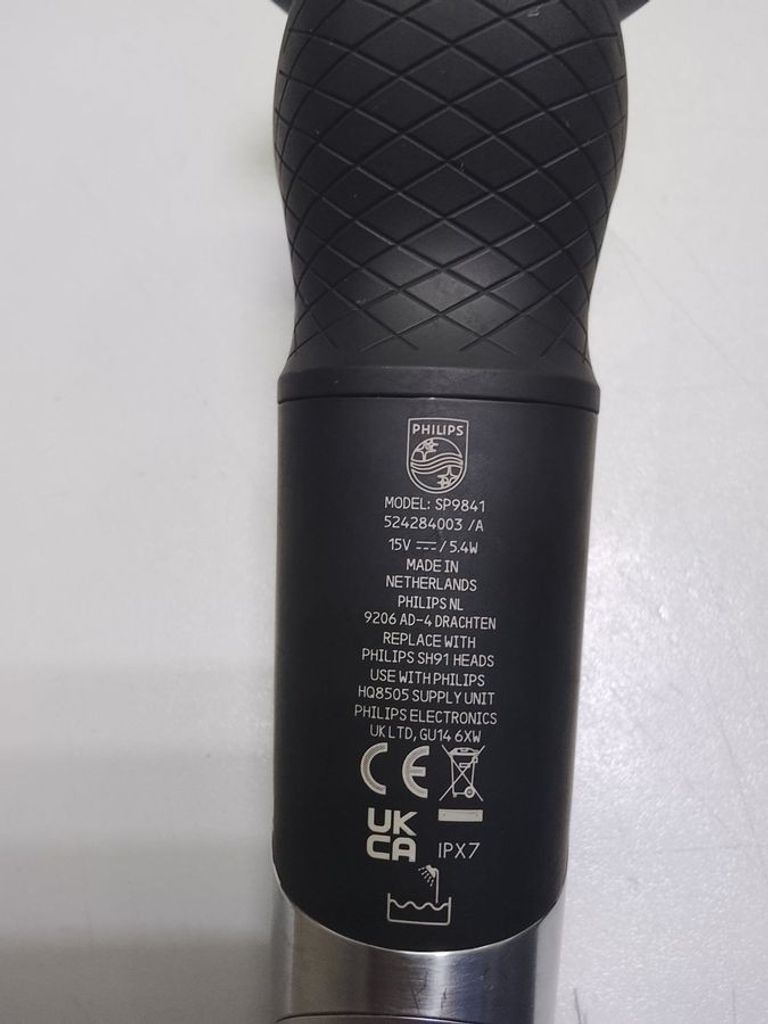 PHILIPS
MODEL: SP9841
524284003 /A
15V ⎓ / 5.4W
MADE IN
NETHERLANDS
PHILIPS NL
9206 AD-4 DRACHTEN
REPLACE WITH
PHILIPS SH91 HEADS
USE WITH PHILIPS
HQ8505 SUPPLY UNIT
PHILIPS ELECTRONICS
UK LTD, GU14 6XW
CE
UK
CA IPX7